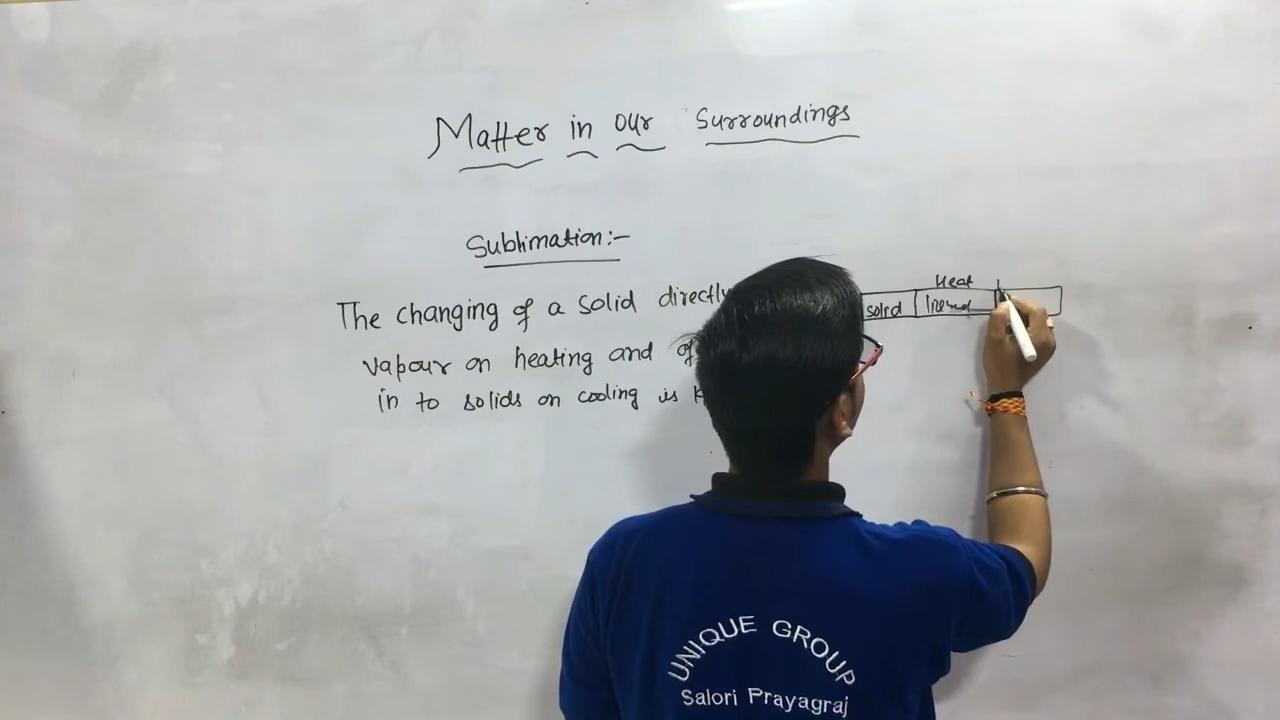 Matter in our Surroundings
Sublimation:-
The changing of a solid directly
vapour on heating and of
in to solids on cooling is
Heat
solid
UNIQUE GROUP
Salori Prayagraj